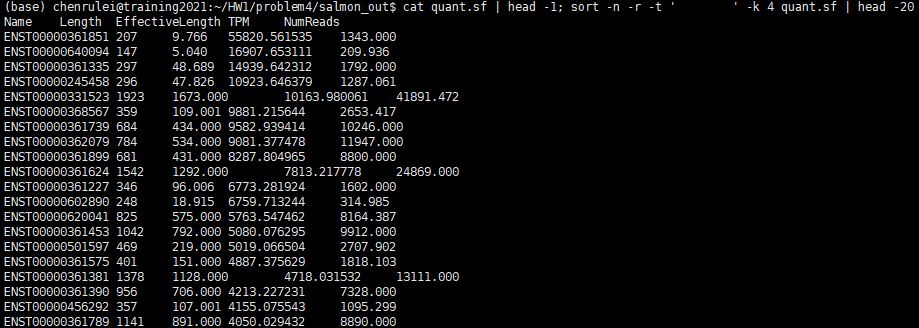 (base) chenrulei@training2021:~/HW1/problem4/salmon_out$ cat quant.sf | head -1; sort -n -r -t '        ' -k 4 quant.sf | head -20
Name    Length  EffectiveLength TPM     NumReads
ENST00000361851 207     9.766   55820.561535    1343.000
ENST00000640094 147     5.040   16907.653111    209.936
ENST00000361335 297     48.689  14939.642312    1792.000
ENST00000245458 296     47.826  10923.646379    1287.061
ENST00000331523 1923    1673.000        10163.980061    41891.472
ENST00000368567 359     109.001 9881.215644     2653.417
ENST00000361739 684     434.000 9582.939414     10246.000
ENST00000362079 784     534.000 9081.377478     11947.000
ENST00000361899 681     431.000 8287.804965     8800.000
ENST00000361624 1542    1292.000        7813.217778     24869.000
ENST00000361227 346     96.006  6773.281924     1602.000
ENST00000602890 248     18.915  6759.713244     314.985
ENST00000620041 825     575.000 5763.547462     8164.387
ENST00000361453 1042    792.000 5080.076295     9912.000
ENST00000501597 469     219.000 5019.066504     2707.902
ENST00000361575 401     151.000 4887.375629     1818.103
ENST00000361381 1378    1128.000        4718.031532     13111.000
ENST00000361390 956     706.000 4213.227231     7328.000
ENST00000456292 357     107.001 4155.075543     1095.299
ENST00000361789 1141    891.000 4050.029432     8890.000